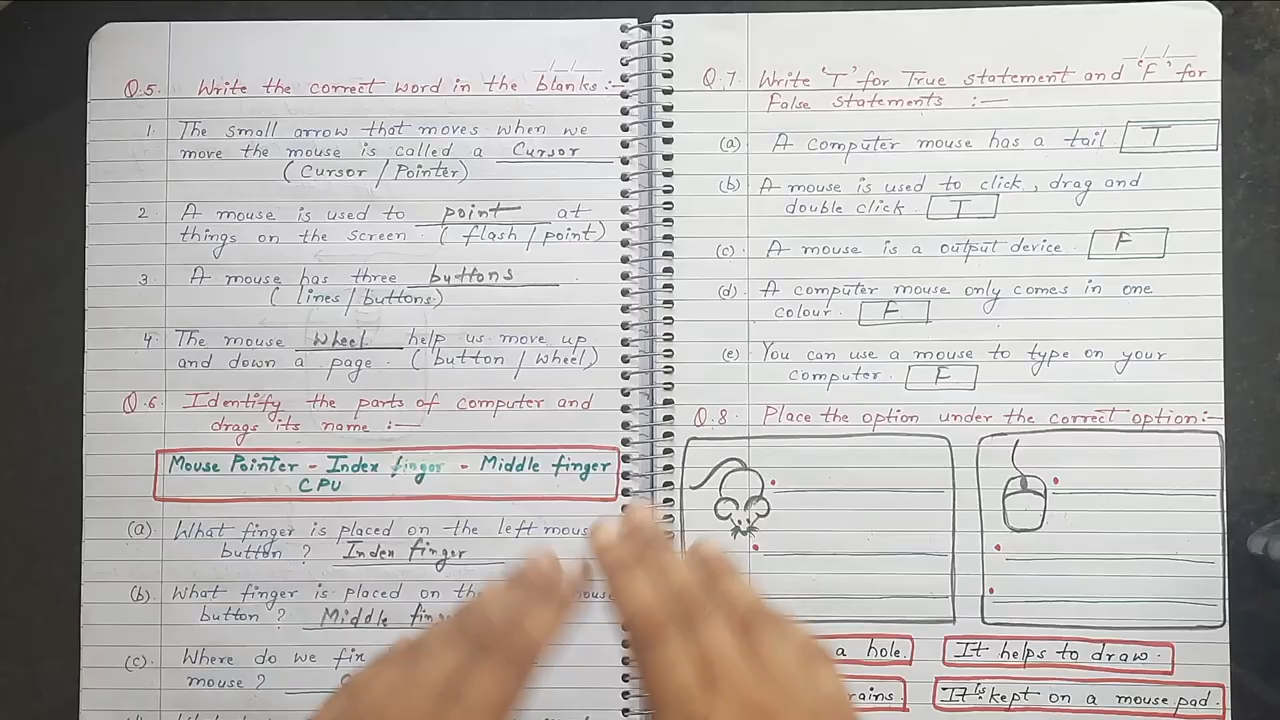 Q.5. Write the correct word in the blanks :-
1. The small arrow that moves when we
move the mouse is called a Cursor
( Cursor / Pointer)
2. A mouse is used to point at
things on the screen. ( flash / point)
3. A mouse has three buttons
( lines / buttons)
4. The mouse wheel help us move up
and down a page. ( button / wheel)
Q.6. Identify the parts of computer and
drags its name :-
Mouse Pointer - Index finger - Middle finger
CPU
(a). What finger is placed on the left
button ? Index finger
(b). What finger is placed on
button ? Middle
(c). Where do we
mouse ?
Q.7. Write 'T' for True statement and 'F' for
False statements :-
(a) A computer mouse has a tail T
(b) A mouse is used to click, drag and
double click. T
(c) A mouse is a output device. F
(d) A computer mouse only comes in one
colour. F
(e) You can use a mouse to type on your
computer. F
Q.8. Place the option under the correct option:-
a hole.
It helps to draw.
It is kept on a mouse pad.